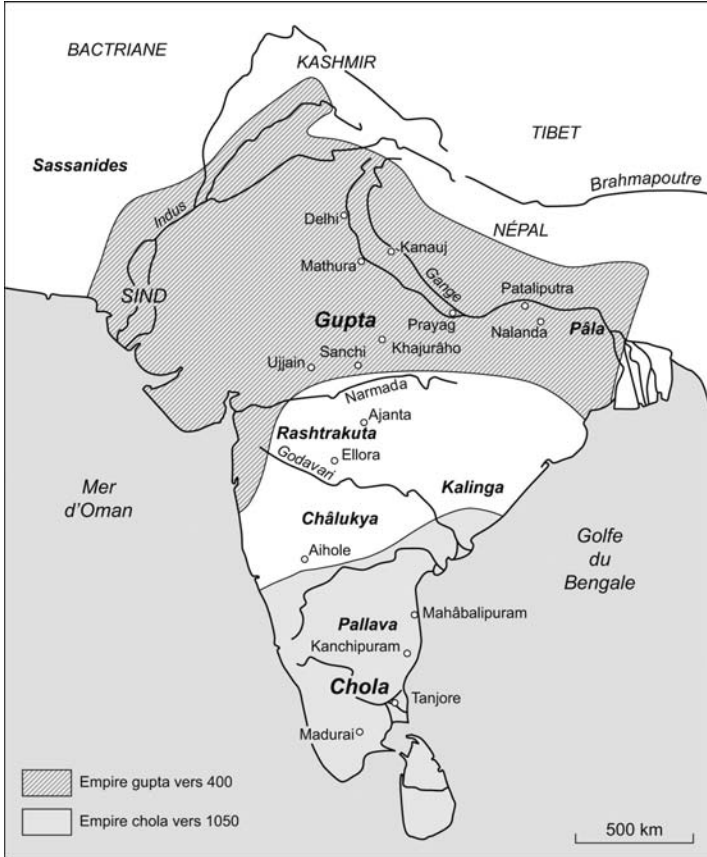 BACTRIANE
KASHMIR
TIBET
Sassanides
Brahmapoutre
Indus
Delhi
NÉPAL
Kanauj
Mathura
Gange
SIND
Pataliputra
Gupta
Prayag
Nalanda
Pâla
Khajurâho
Sanchi
Ujjain
Narmada
Ajanta
Rashtrakuta
Ellora
Godavari
Kalinga
Mer
d'Oman
Châlukya
Golfe
du
Bengale
Aihole
Mahâbalipuram
Pallava
Kanchipuram
Chola
Tanjore
Madurai
Empire gupta vers 400
Empire chola vers 1050
500 km